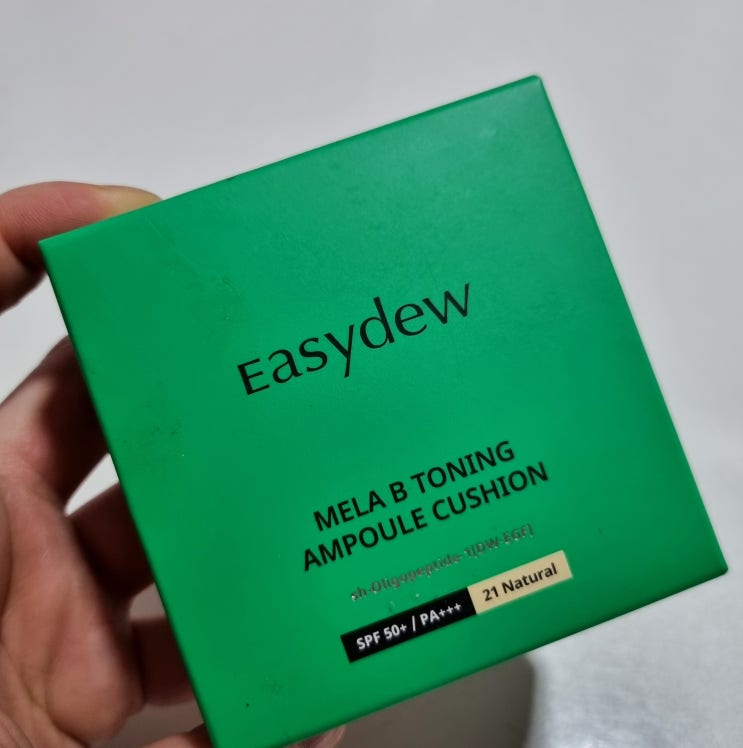 Easydew
MELA B TONING
AMPOULE CUSHION
sh-Oligopeptide-1(DW-EGF)
SPF 50+ / PA+++
21 Natural